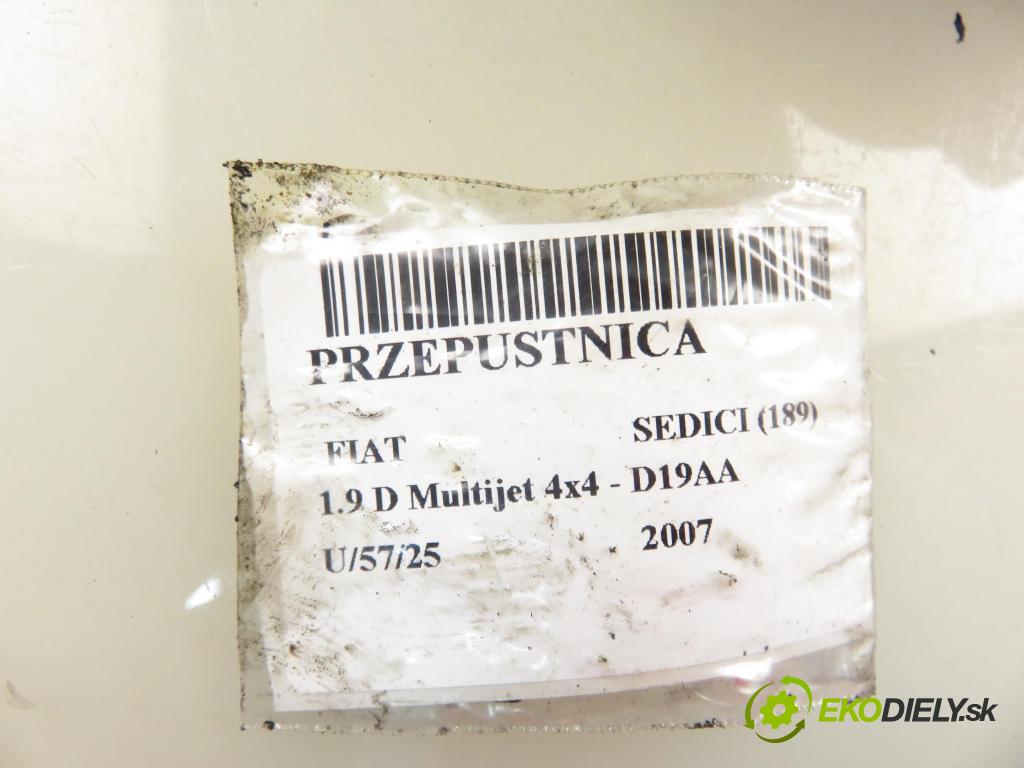 PRZEPUSTNICA
FIAT SEDICI (189)
1.9 D Multijet 4x4 - D19AA
U/57/25 2007
EKODIELY.sk